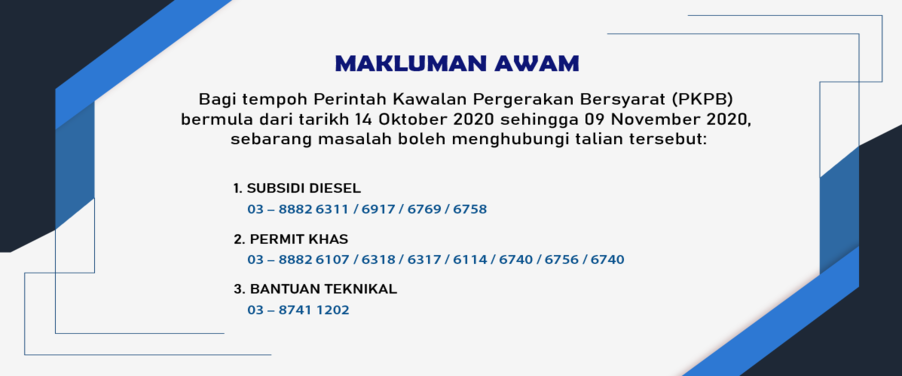 MAKLUMAN AWAM
Bagi tempoh Perintah Kawalan Pergerakan Bersyarat (PKPB)
bermula dari tarikh 14 Oktober 2020 sehingga 09 November 2020,
sebarang masalah boleh menghubungi talian tersebut:
1. SUBSIDI DIESEL
03 – 8882 6311 / 6917 / 6769 / 6758
2. PERMIT KHAS
03 – 8882 6107 / 6318 / 6317 / 6114 / 6740 / 6756 / 6740
3. BANTUAN TEKNIKAL
03 – 8741 1202